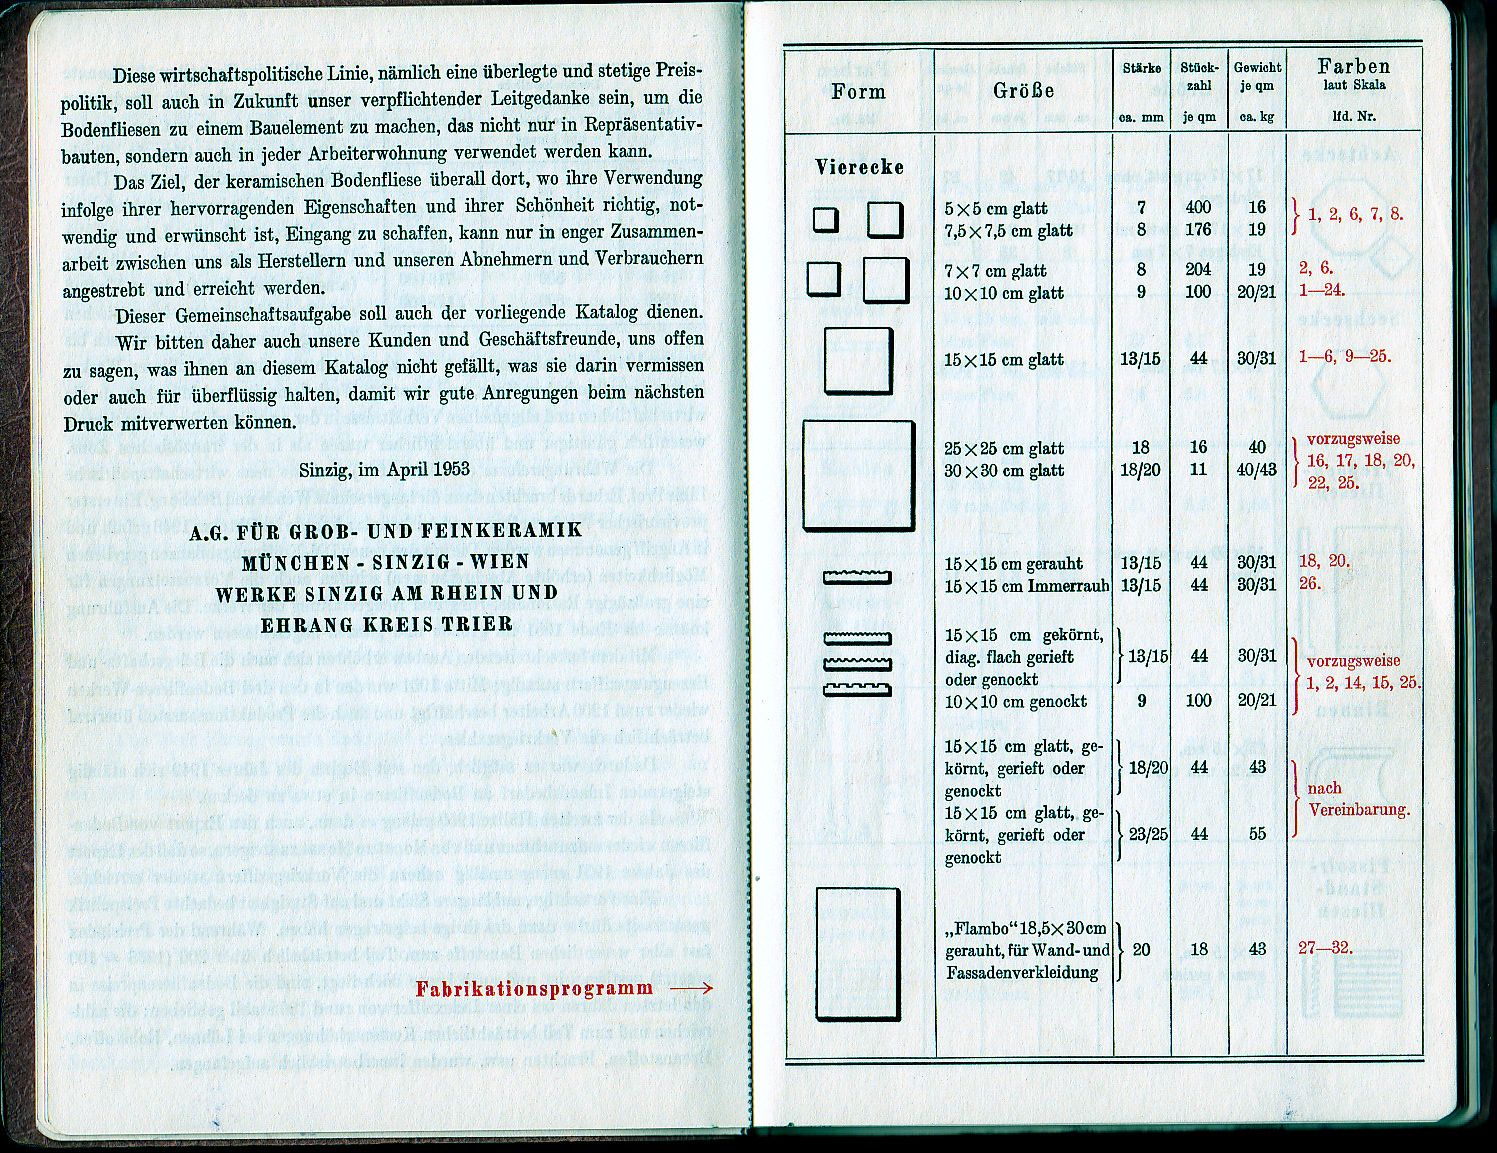 Diese wirtschaftspolitische Linie, nämlich eine überlegte und stetige Preis-
politik, soll auch in Zukunft unser verpflichtender Leitgedanke sein, um die
Bodenfliesen zu einem Bauelement zu machen, das nicht nur in Repräsentativ-
bauten, sondern auch in jeder Arbeiterwohnung verwendet werden kann.
Das Ziel, der keramischen Bodenfliese überall dort, wo ihre Verwendung
infolge ihrer hervorragenden Eigenschaften und ihrer Schönheit richtig, not-
wendig und erwünscht ist, Eingang zu schaffen, kann nur in enger Zusammen-
arbeit zwischen uns als Herstellern und unseren Abnehmern und Verbrauchern
angestrebt und erreicht werden.
Dieser Gemeinschaftsaufgabe soll auch der vorliegende Katalog dienen.
Wir bitten daher auch unsere Kunden und Geschäftsfreunde, uns offen
zu sagen, was ihnen an diesem Katalog nicht gefällt, was sie darin vermissen
oder auch für überflüssig halten, damit wir gute Anregungen beim nächsten
Druck mitverwerten können.
Sinzig, im April 1953
A.G. FÜR GROB- UND FEINKERAMIK
MÜNCHEN - SINZIG - WIEN
WERKE SINZIG AM RHEIN UND
EHRANG KREIS TRIER
Fabrikationsprogramm →
Form Größe Stärke ca. mm Stück-zahl je qm Gewicht je qm ca. kg Farben laut Skala lfd. Nr.
Vierecke
5×5 cm glatt 7 400 16 1, 2, 6, 7, 8.
7,5×7,5 cm glatt 8 176 19
7×7 cm glatt 8 204 19 2, 6.
10×10 cm glatt 9 100 20/21 1—24.
15×15 cm glatt 13/15 44 30/31 1—6, 9—25.
25×25 cm glatt 18 16 40 vorzugsweise
30×30 cm glatt 18/20 11 40/43 16, 17, 18, 20,
22, 25.
15×15 cm gerauht 13/15 44 30/31 18, 20.
15×15 cm Immerrauh 13/15 44 30/31 26.
15×15 cm gekörnt,
diag. flach gerieft 13/15 44 30/31 vorzugsweise
oder genockt 1, 2, 14, 15, 25.
10×10 cm genockt 9 100 20/21
15×15 cm glatt, ge-
körnt, gerieft oder 18/20 44 43 nach
genockt Vereinbarung.
15×15 cm glatt, ge-
körnt, gerieft oder 23/25 44 55
genockt
„Flambo“ 18,5×30 cm
gerauht, für Wand- und 20 18 43 27—32.
Fassadenverkleidung